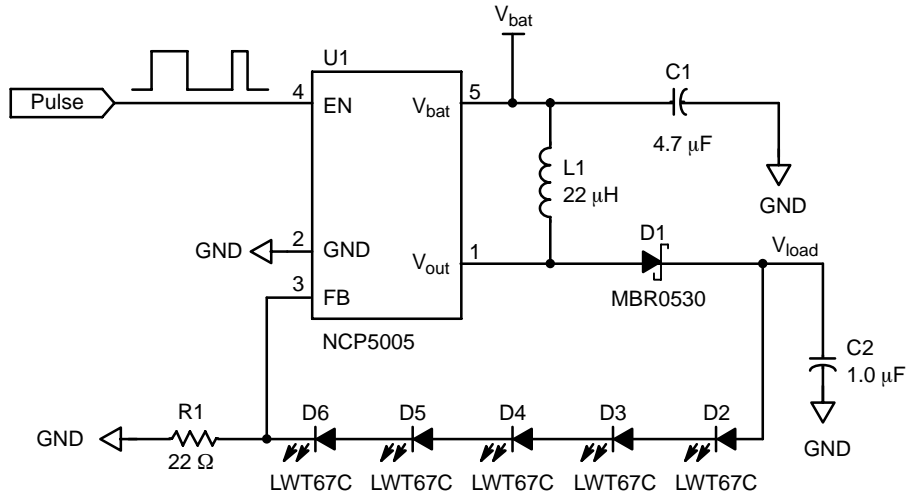 V_bat
U1
C1
Pulse
4
EN
V_bat
5
4.7 μF
L1
22 μH
GND
GND
2
GND
D1
V_load
V_out
1
3
FB
MBR0530
NCP5005
C2
1.0 μF
R1
D6
D5
D4
D3
D2
GND
22 Ω
GND
LWT67C
LWT67C
LWT67C
LWT67C
LWT67C